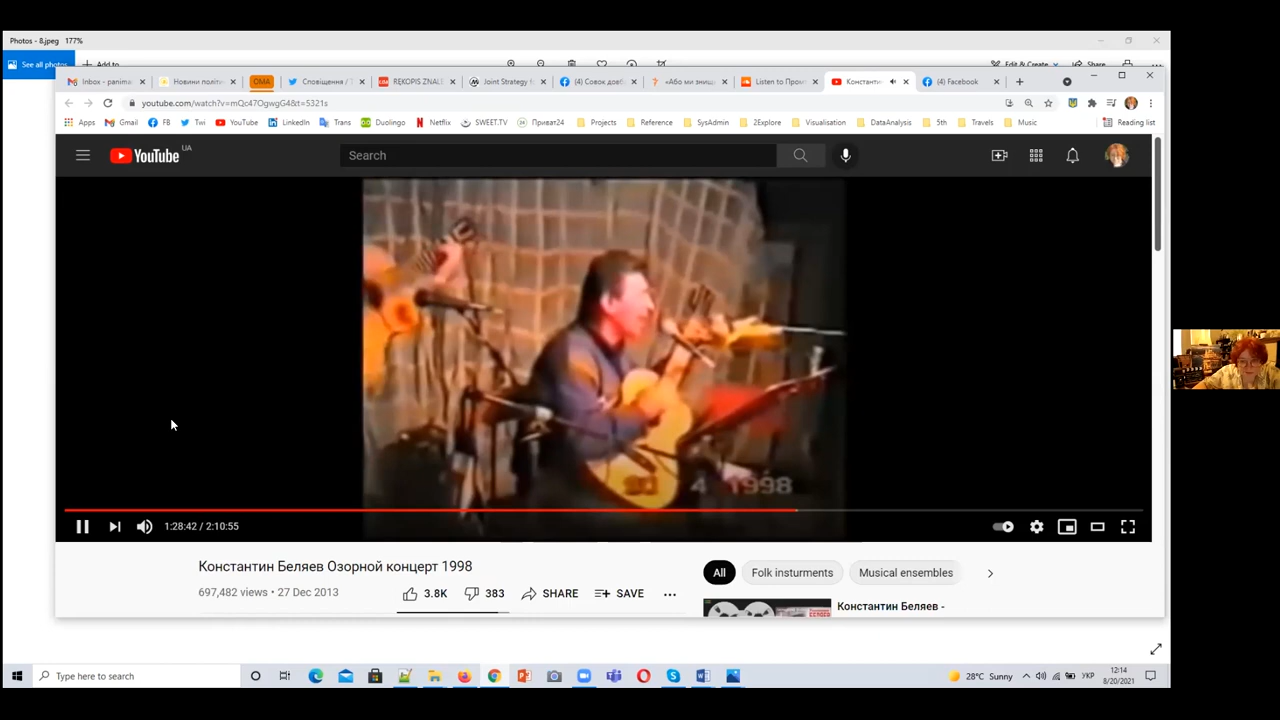 Photos - 8.jpeg 177%
See all photos
Add to
Edit & Create
Share
Inbox - panima
Новини політи
OMA
Сповіщення / T
RĘKOPIS ZNALE
Joint Strategy f
(4) Совок довб
«Або ми знищ
Listen to Пром
Константи
(4) Facebook
youtube.com/watch?v=mQc47OgwgG4&t=5321s
Apps
Gmail
FB
Twi
YouTube
LinkedIn
Trans
Duolingo
Netflix
SWEET.TV
Приват24
Projects
Reference
SysAdmin
2Explore
Visualisation
DataAnalysis
5th
Travels
Music
Reading list
YouTube UA
Search
4 1998
1:28:42 / 2:10:55
Константин Беляев Озорной концерт 1998
697,482 views • 27 Dec 2013
3.8K
383
SHARE
SAVE
All
Folk insturments
Musical ensembles
Константин Беляев -
Type here to search
28°C Sunny
УКР
12:14
8/20/2021